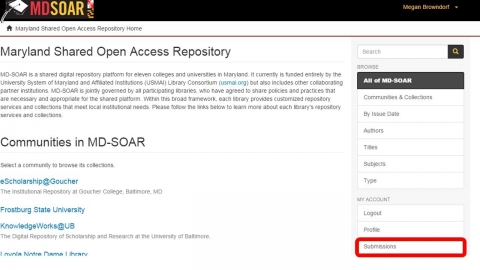 MDSOAR
Megan Browndorf
Maryland Shared Open Access Repository Home
Maryland Shared Open Access Repository
MD-SOAR is a shared digital repository platform for eleven colleges and universities in Maryland. It is currently funded entirely by the
University System of Maryland and Affiliated Institutions (USMAI) Library Consortium (usmai.org) but also includes other collaborating
partner institutions. MD-SOAR is jointly governed by all participating libraries, who have agreed to share policies and practices that
are necessary and appropriate for the shared platform. Within this broad framework, each library provides customized repository
services and collections that meet local institutional needs. Please follow the links below to learn more about each library's repository
services and collections.
Communities in MD-SOAR
Select a community to browse its collections.
eScholarship@Goucher
The Institutional Repository at Goucher College, Baltimore, MD
Frostburg State University
KnowledgeWorks@UB
The Digital Repository of Scholarship and Research at the University of Baltimore.
Loyola Notre Dame Library
Search
BROWSE
All of MD-SOAR
Communities & Collections
By Issue Date
Authors
Titles
Subjects
Type
MY ACCOUNT
Logout
Profile
Submissions